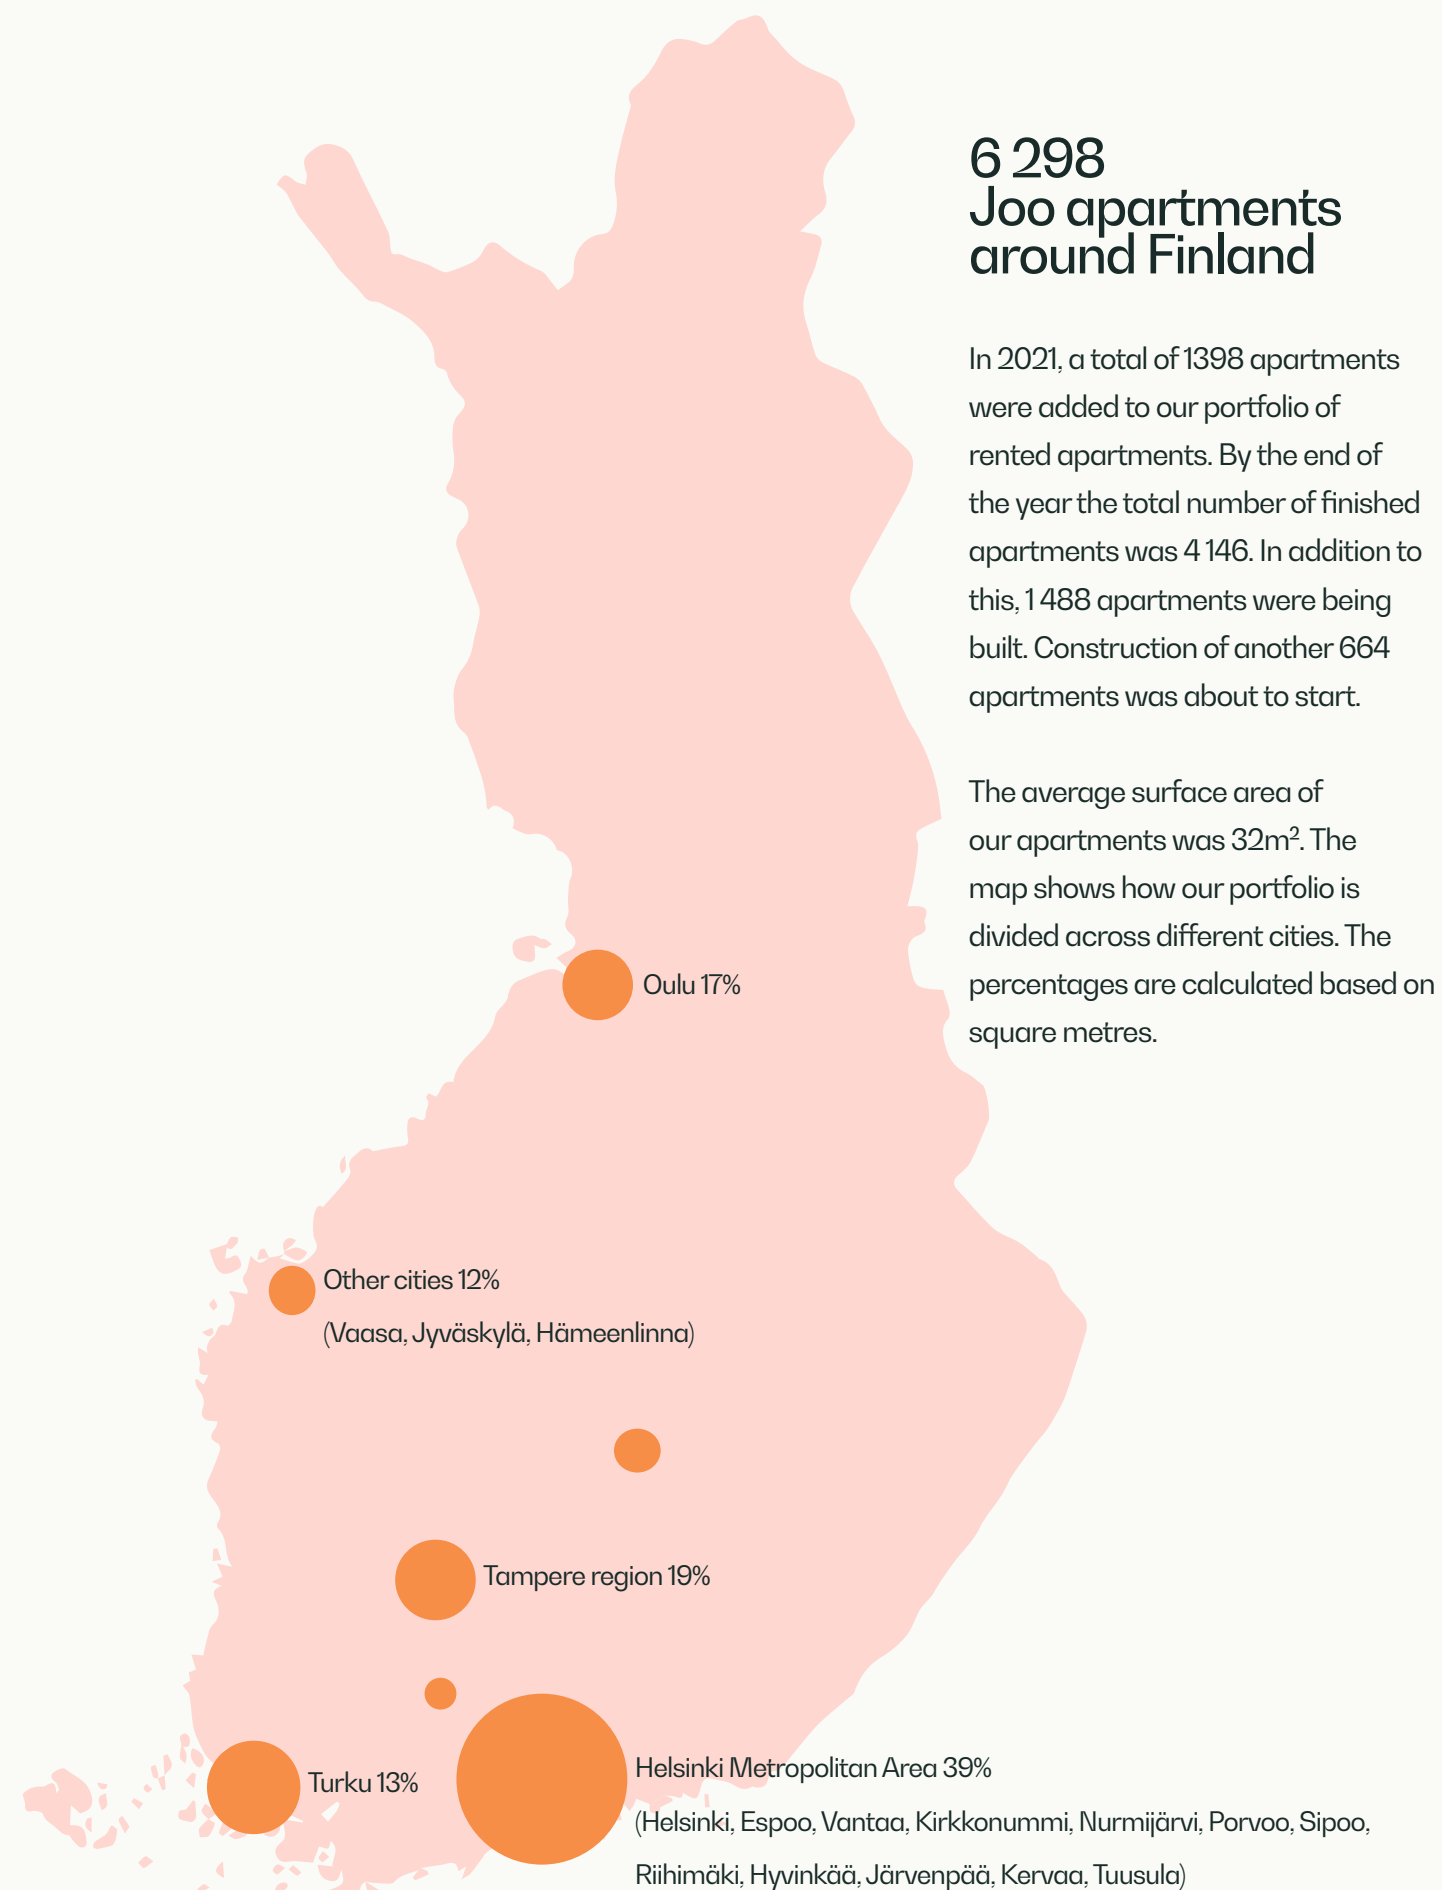 6 298
Joo apartments
around Finland
In 2021, a total of 1398 apartments
were added to our portfolio of
rented apartments. By the end of
the year the total number of finished
apartments was 4 146. In addition to
this, 1 488 apartments were being
built. Construction of another 664
apartments was about to start.
The average surface area of
our apartments was 32m². The
map shows how our portfolio is
divided across different cities. The
percentages are calculated based on
square metres.
Oulu 17%
Other cities 12%
(Vaasa, Jyväskylä, Hämeenlinna)
Tampere region 19%
Turku 13%
Helsinki Metropolitan Area 39%
(Helsinki, Espoo, Vantaa, Kirkkonummi, Nurmijärvi, Porvoo, Sipoo,
Riihimäki, Hyvinkää, Järvenpää, Kervaa, Tuusula)